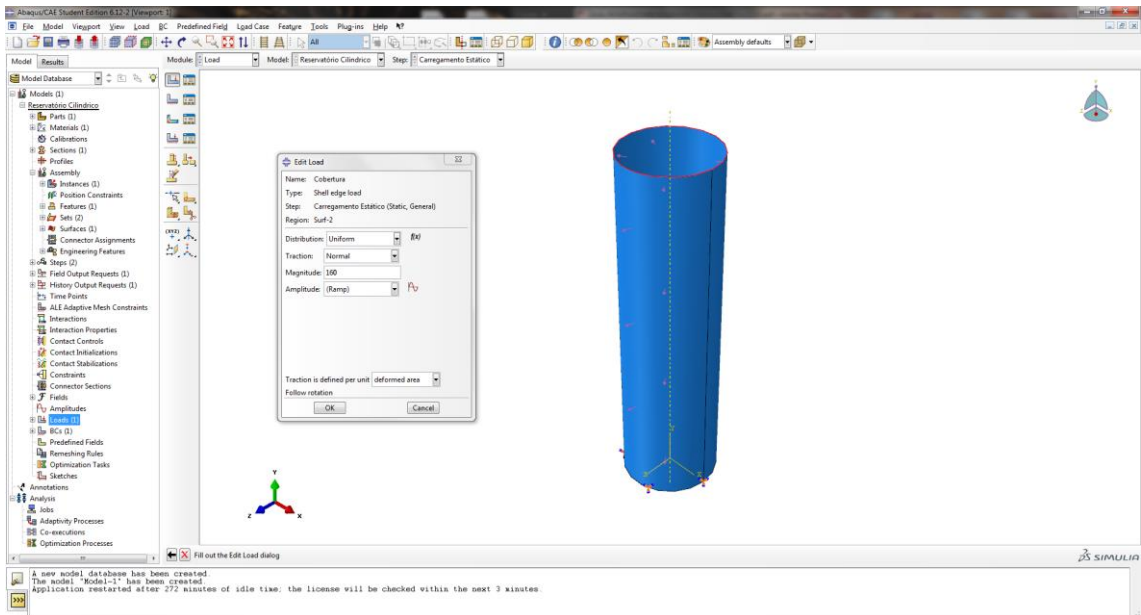 Abaqus/CAE Student Edition 6.12-2 [Viewport: 1]
File Model Viewport View Load BC Predefined Field Load Case Feature Tools Plug-ins Help
All Assembly defaults
Model Results Module: Load Model: Reservatório Cilíndrico Step: Carregamento Estático
Model Database
Models (1)
Reservatório Cilíndrico
Parts (1)
Materials (1)
Calibrations
Sections (1)
Profiles
Assembly
Instances (1)
Position Constraints
Features (1)
Sets (2)
Surfaces (1)
Connector Assignments
Engineering Features
Steps (2)
Field Output Requests (1)
History Output Requests (1)
Time Points
ALE Adaptive Mesh Constraints
Interactions
Interaction Properties
Contact Controls
Contact Initializations
Contact Stabilizations
Constraints
Connector Sections
Fields
Amplitudes
Loads (1)
BCs (1)
Predefined Fields
Remeshing Rules
Optimization Tasks
Sketches
Annotations
Analysis
Jobs
Adaptivity Processes
Co-executions
Optimization Processes
Edit Load
Name: Cobertura
Type: Shell edge load
Step: Carregamento Estático (Static, General)
Region: Surf-2
Distribution: Uniform f(x)
Traction: Normal
Magnitude: 160
Amplitude: (Ramp)
Traction is defined per unit deformed area
Follow rotation
OK Cancel
Y
Z X
Fill out the Edit Load dialog
SIMULIA
A new model database has been created.
The model "Model-1" has been created.
Application restarted after 272 minutes of idle time; the license will be checked within the next 3 minutes.
>>>